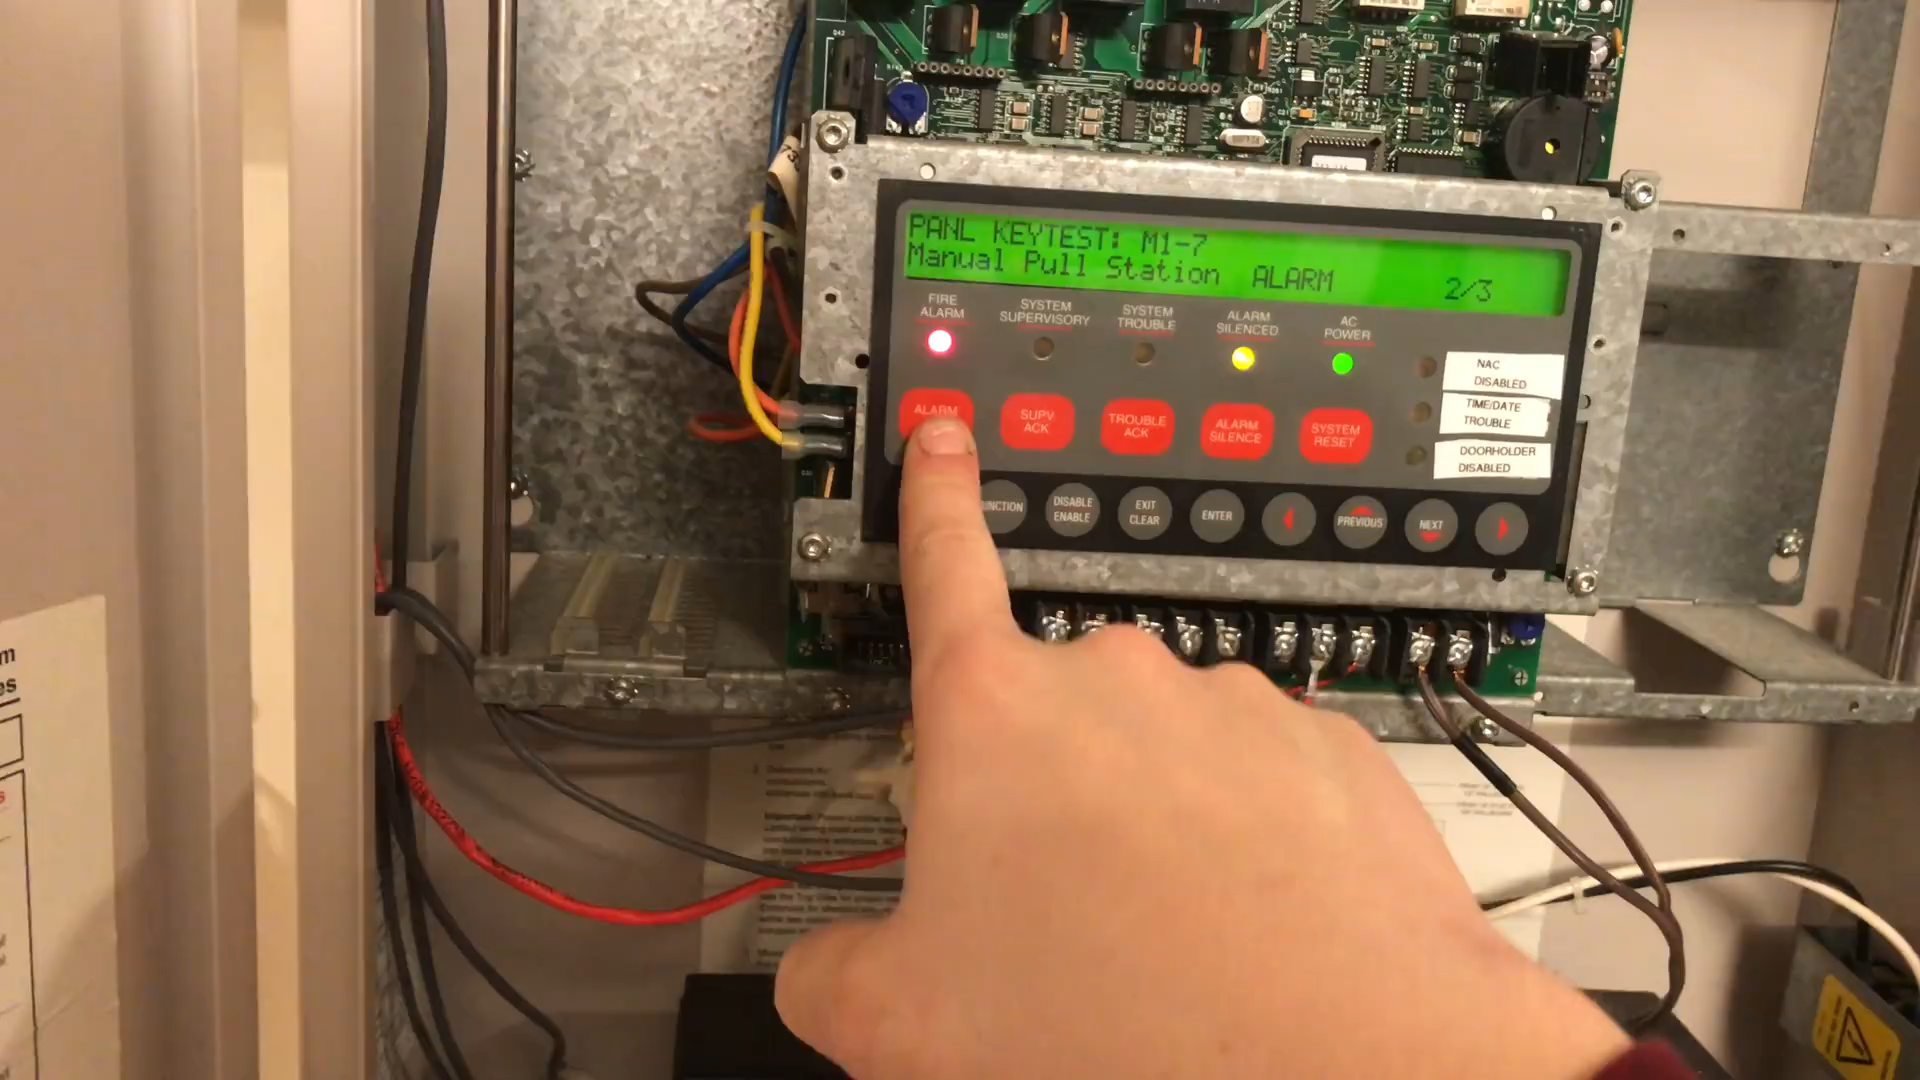 PANL KEYTEST: M1-7
Manual Pull Station ALARM 2/3
FIRE
ALARM
SYSTEM
SUPERVISORY
SYSTEM
TROUBLE
ALARM
SILENCED
AC
POWER
NAC
DISABLED
TIME/DATE
TROUBLE
DOORHOLDER
DISABLED
ALARM
SUPV
ACK
TROUBLE
ACK
ALARM
SILENCE
SYSTEM
RESET
DISABLE
ENABLE
EXIT
CLEAR
ENTER
PREVIOUS
NEXT